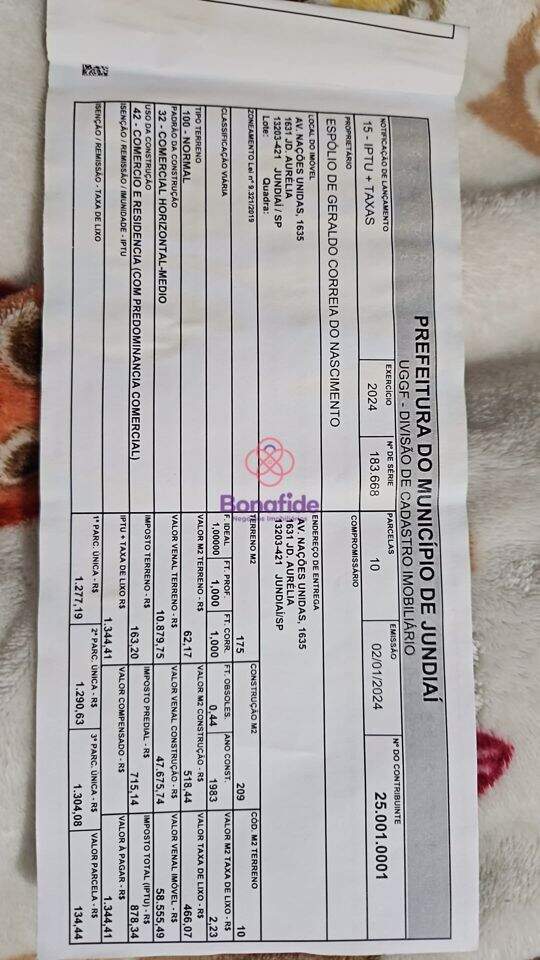 PREFEITURA DO MUNICÍPIO DE JUNDIAÍ
UGGF - DIVISÃO DE CADASTRO IMOBILIÁRIO
NOTIFICAÇÃO DE LANÇAMENTO
15 - IPTU + TAXAS
EXERCÍCIO
2024
Nº DE SÉRIE
183.668
PARCELAS
10
EMISSÃO
02/01/2024
Nº DO CONTRIBUINTE
25.001.0001
PROPRIETÁRIO
ESPÓLIO DE GERALDO CORREIA DO NASCIMENTO
COMPROMISSÁRIO
LOCAL DO IMÓVEL
AV. NAÇÕES UNIDAS, 1635
1631 JD. AURÉLIA
13203-421 JUNDIAÍ / SP
Lote: Quadra:
ENDEREÇO DE ENTREGA
AV. NAÇÕES UNIDAS, 1635
1631 JD. AURÉLIA
13203-421 JUNDIAÍ/SP
ZONEAMENTO Lei nº 9.321/2019
TERRENO M2
175
CONSTRUÇÃO M2
209
CÓD. M2 TERRENO
10
CLASSIFICAÇÃO VIÁRIA
F. IDEAL
1,00000
FT. PROF.
1,000
FT. CORR.
1,000
FT. OBSOLES.
0,44
ANO CONST.
1983
VALOR M2 TAXA DE LIXO - R$
2,23
TIPO TERRENO
100 - NORMAL
VALOR M2 TERRENO - R$
62,17
VALOR M2 CONSTRUÇÃO - R$
518,44
VALOR TAXA DE LIXO - R$
466,07
PADRÃO DA CONSTRUÇÃO
32 - COMERCIAL HORIZONTAL-MEDIO
VALOR VENAL TERRENO - R$
10.879,75
VALOR VENAL CONSTRUÇÃO - R$
47.675,74
VALOR VENAL IMÓVEL - R$
58.555,49
USO DA CONSTRUÇÃO
42 - COMERCIO E RESIDENCIA (COM PREDOMINANCIA COMERCIAL)
IMPOSTO TERRENO - R$
163,20
IMPOSTO PREDIAL - R$
715,14
IMPOSTO TOTAL (IPTU) - R$
878,34
ISENÇÃO / REMISSÃO / IMUNIDADE - IPTU
IPTU + TAXA DE LIXO R$
1.344,41
VALOR COMPENSADO - R$
VALOR À PAGAR - R$
1.344,41
ISENÇÃO / REMISSÃO - TAXA DE LIXO
1ª PARC. ÚNICA - R$
1.277,19
2ª PARC. ÚNICA - R$
1.290,63
3ª PARC. ÚNICA - R$
1.304,08
VALOR PARCELA - R$
134,44
Bonafide
Negócios Imobiliários